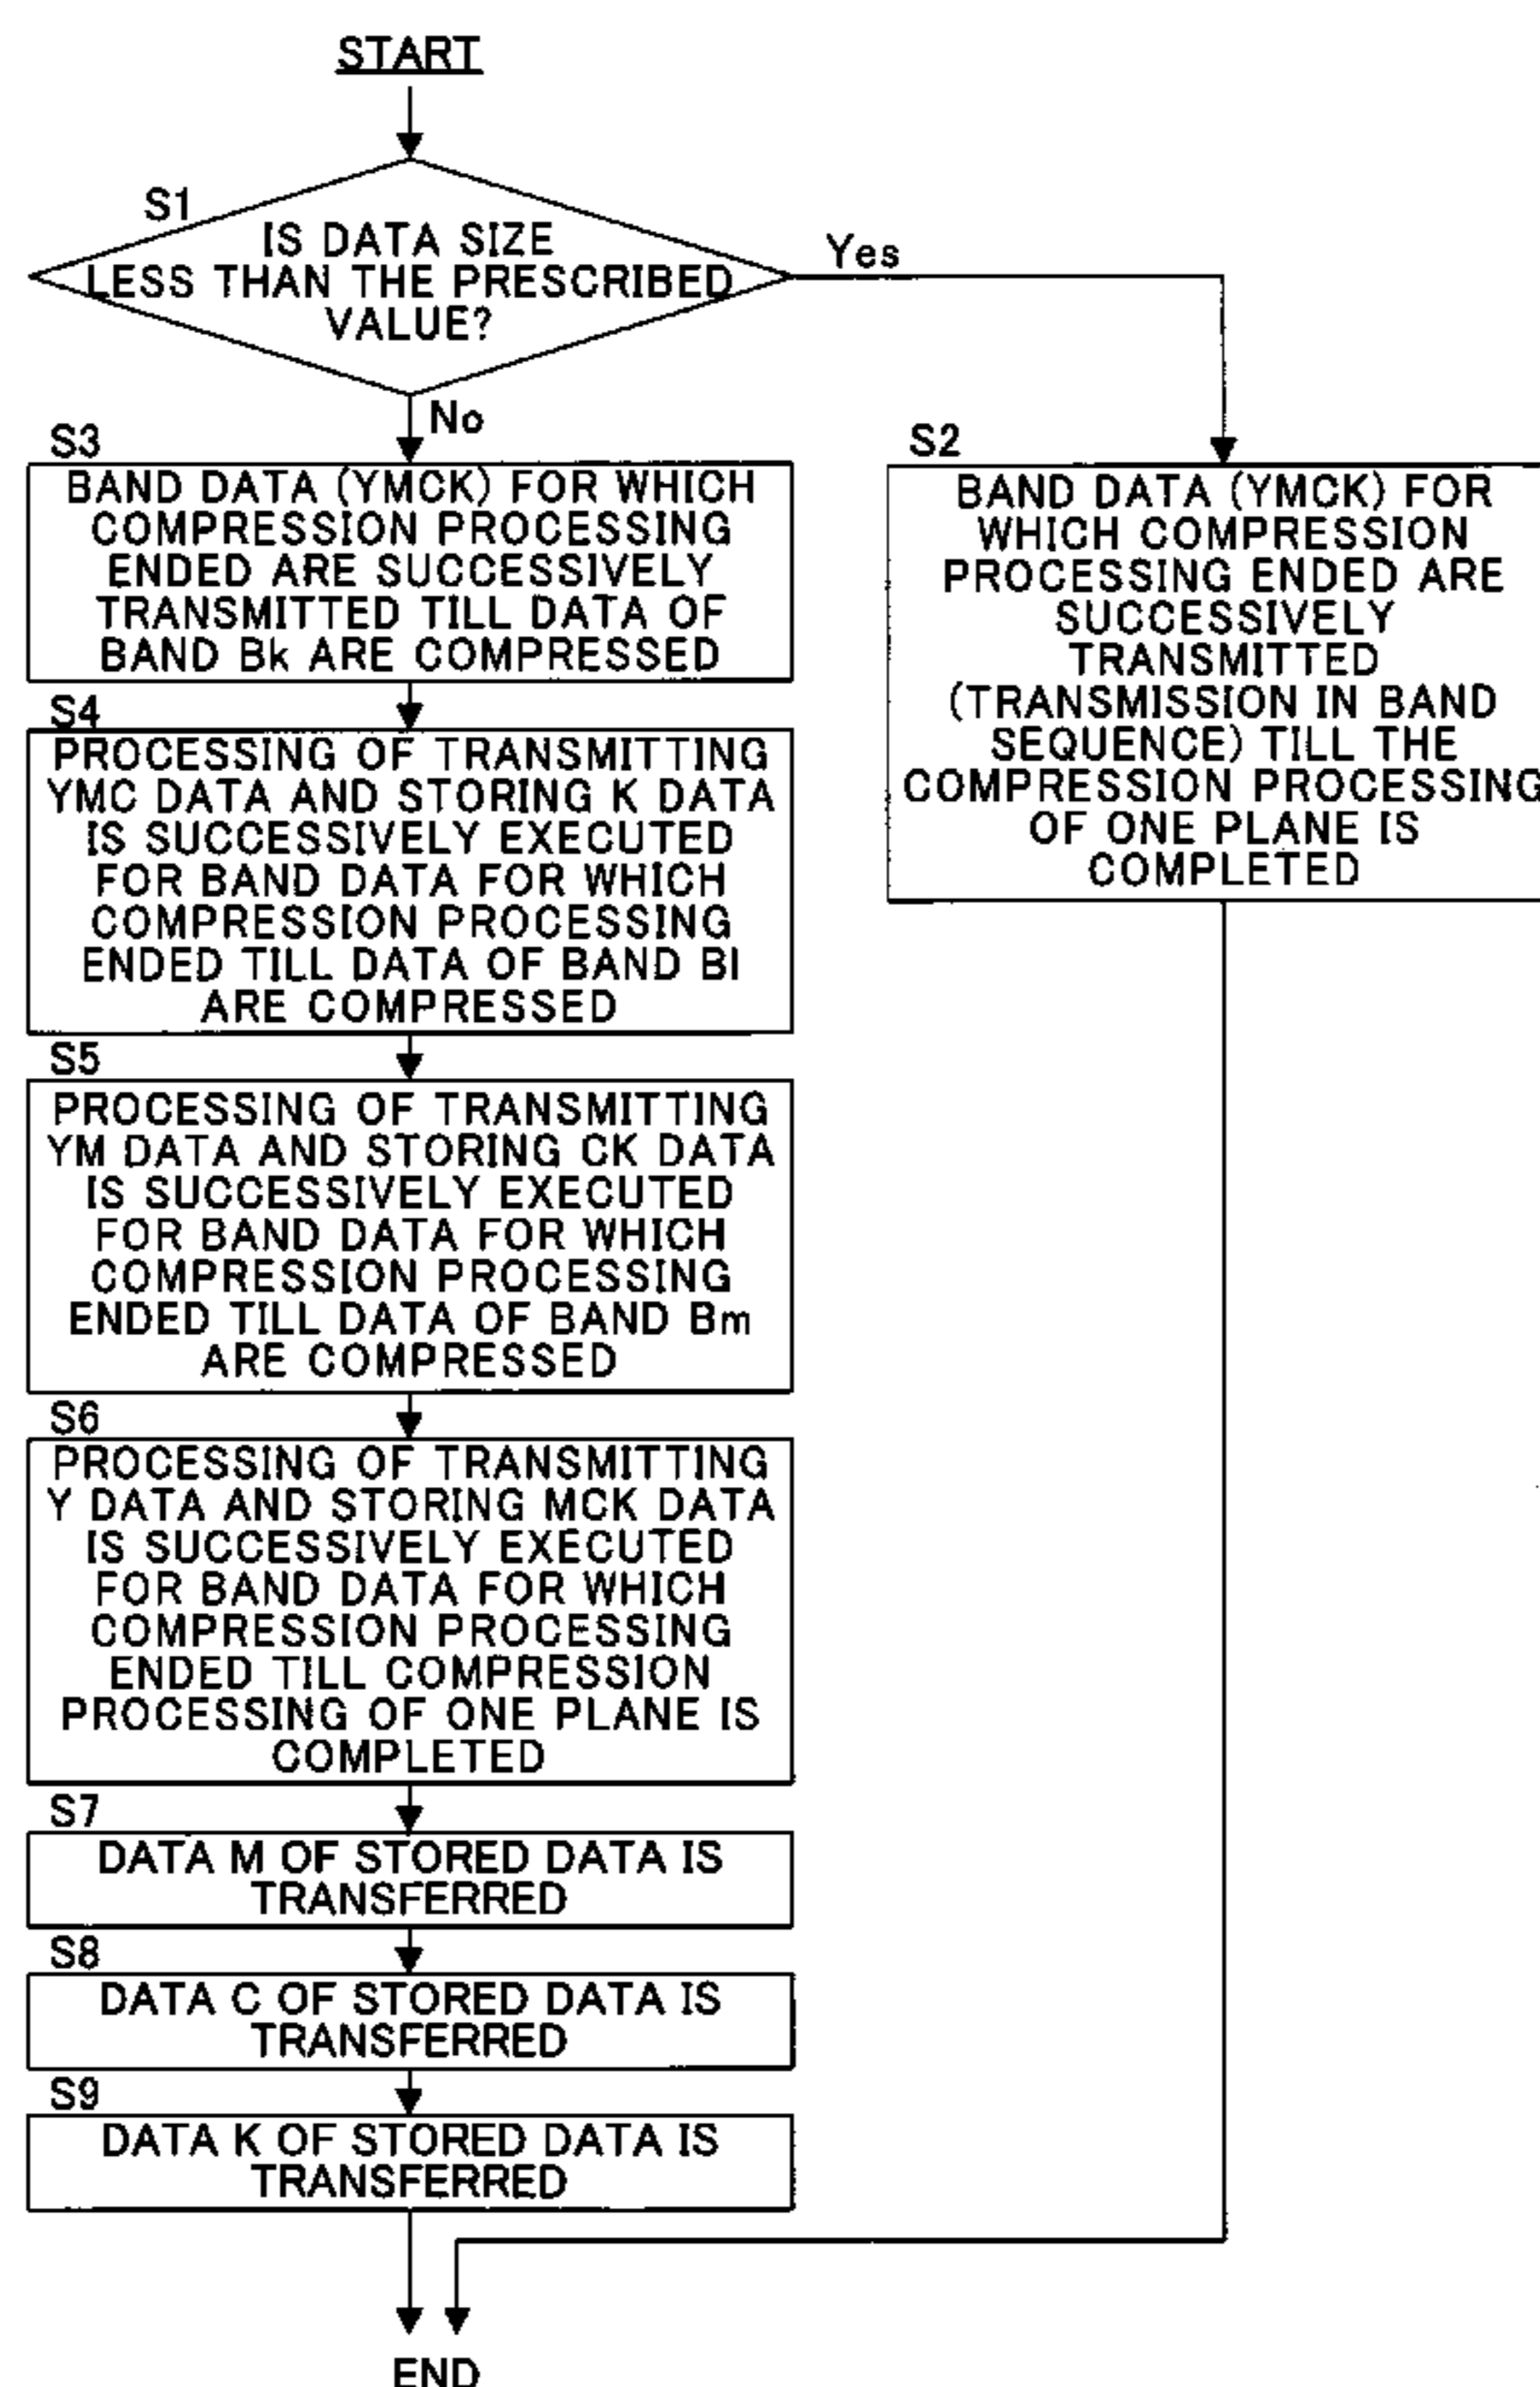 START
S1
IS DATA SIZE
LESS THAN THE PRESCRIBED
VALUE?
Yes
No
S3
BAND DATA (YMCK) FOR WHICH
COMPRESSION PROCESSING
ENDED ARE SUCCESSIVELY
TRANSMITTED TILL DATA OF
BAND Bk ARE COMPRESSED
S2
BAND DATA (YMCK) FOR
WHICH COMPRESSION
PROCESSING ENDED ARE
SUCCESSIVELY
TRANSMITTED
(TRANSMISSION IN BAND
SEQUENCE) TILL THE
COMPRESSION PROCESSING
OF ONE PLANE IS
COMPLETED
S4
PROCESSING OF TRANSMITTING
YMC DATA AND STORING K DATA
IS SUCCESSIVELY EXECUTED
FOR BAND DATA FOR WHICH
COMPRESSION PROCESSING
ENDED TILL DATA OF BAND Bl
ARE COMPRESSED
S5
PROCESSING OF TRANSMITTING
YM DATA AND STORING CK DATA
IS SUCCESSIVELY EXECUTED
FOR BAND DATA FOR WHICH
COMPRESSION PROCESSING
ENDED TILL DATA OF BAND Bm
ARE COMPRESSED
S6
PROCESSING OF TRANSMITTING
Y DATA AND STORING MCK DATA
IS SUCCESSIVELY EXECUTED
FOR BAND DATA FOR WHICH
COMPRESSION PROCESSING
ENDED TILL COMPRESSION
PROCESSING OF ONE PLANE IS
COMPLETED
S7
DATA M OF STORED DATA IS
TRANSFERRED
S8
DATA C OF STORED DATA IS
TRANSFERRED
S9
DATA K OF STORED DATA IS
TRANSFERRED
END